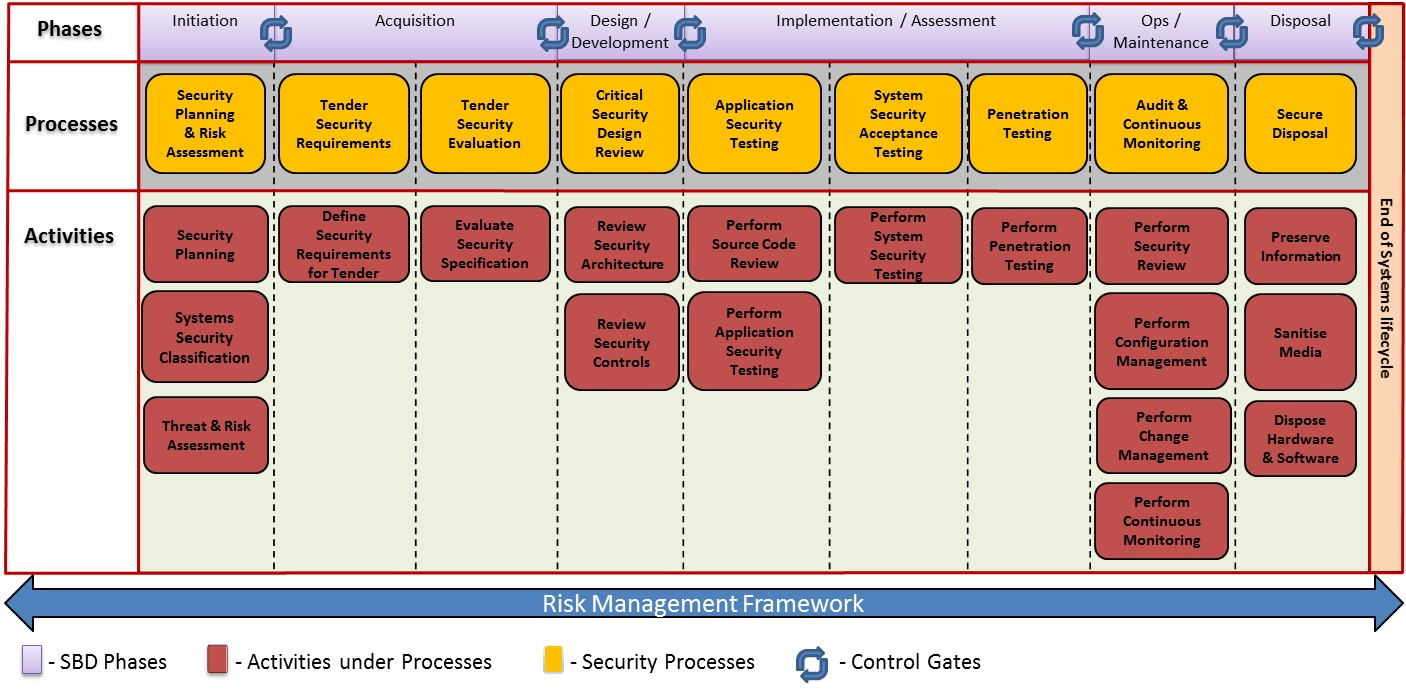 Phases
Initiation
Acquisition
Design /
Development
Implementation / Assessment
Ops /
Maintenance
Disposal
Processes
Security
Planning
& Risk
Assessment
Tender
Security
Requirements
Tender
Security
Evaluation
Critical
Security
Design
Review
Application
Security
Testing
System
Security
Acceptance
Testing
Penetration
Testing
Audit &
Continuous
Monitoring
Secure
Disposal
Activities
Security
Planning
Systems
Security
Classification
Threat & Risk
Assessment
Define
Security
Requirements
for Tender
Evaluate
Security
Specification
Review
Security
Architecture
Review
Security
Controls
Perform
Source Code
Review
Perform
Application
Security
Testing
Perform
System
Security
Testing
Perform
Penetration
Testing
Perform
Security
Review
Perform
Configuration
Management
Perform
Change
Management
Perform
Continuous
Monitoring
Preserve
Information
Sanitise
Media
Dispose
Hardware
& Software
End of Systems lifecycle
Risk Management Framework
- SBD Phases
- Activities under Processes
- Security Processes
- Control Gates